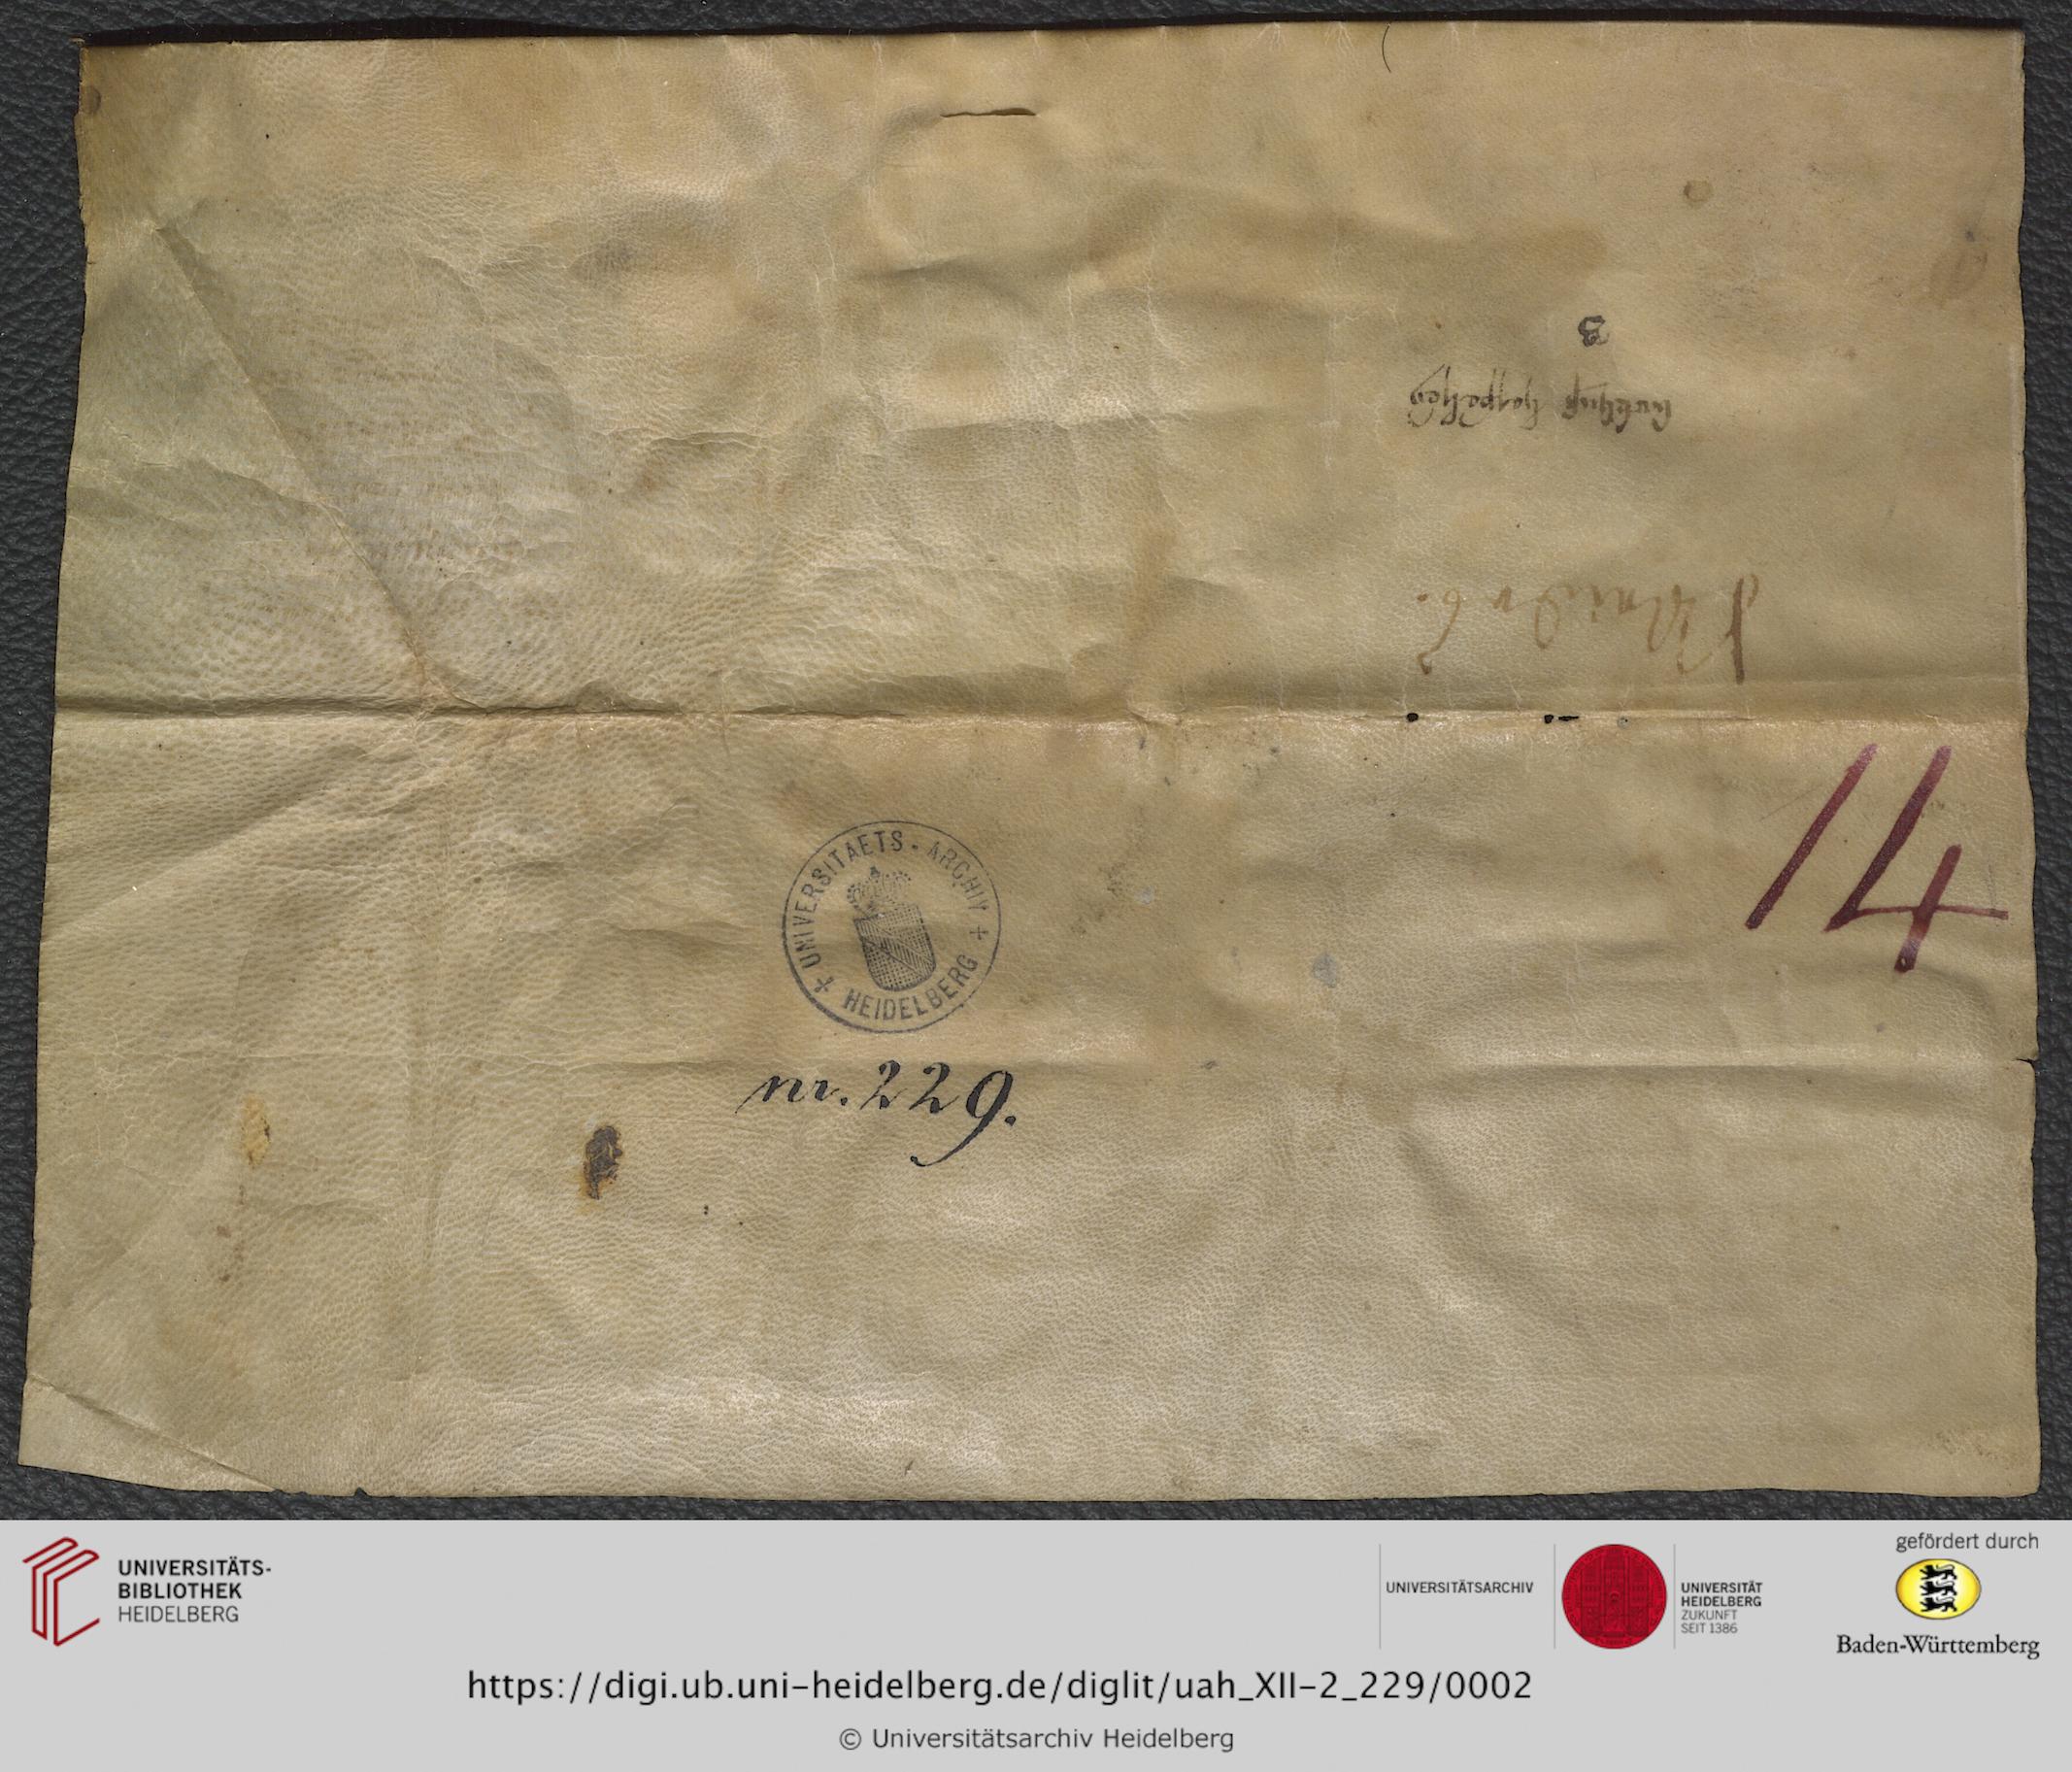 3
UNIVERSITAETS-ARCHIV
14
+ HEIDELBERG +
nr. 229.
UNIVERSITÄTS-
BIBLIOTHEK
HEIDELBERG
UNIVERSITÄTSARCHIV
UNIVERSITÄT
HEIDELBERG
ZUKUNFT
SEIT 1386
gefördert durch
Baden-Württemberg
https://digi.ub.uni-heidelberg.de/diglit/uah_XII-2_229/0002
© Universitätsarchiv Heidelberg